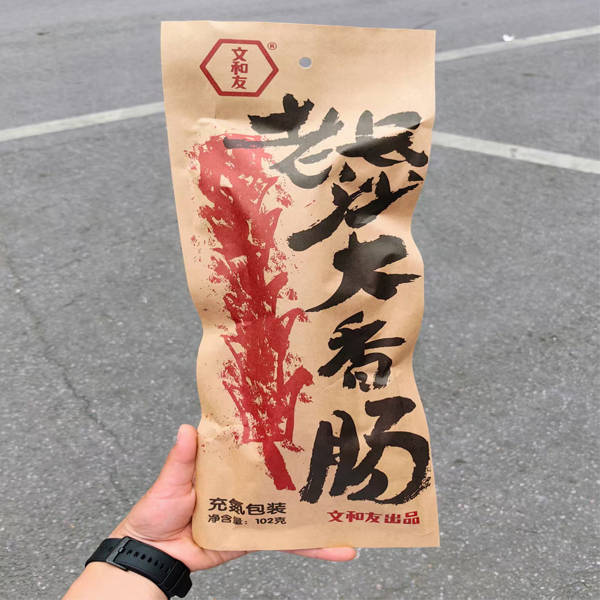 文和友®
老长沙大香肠
充氮包装
净含量：102克
文和友出品